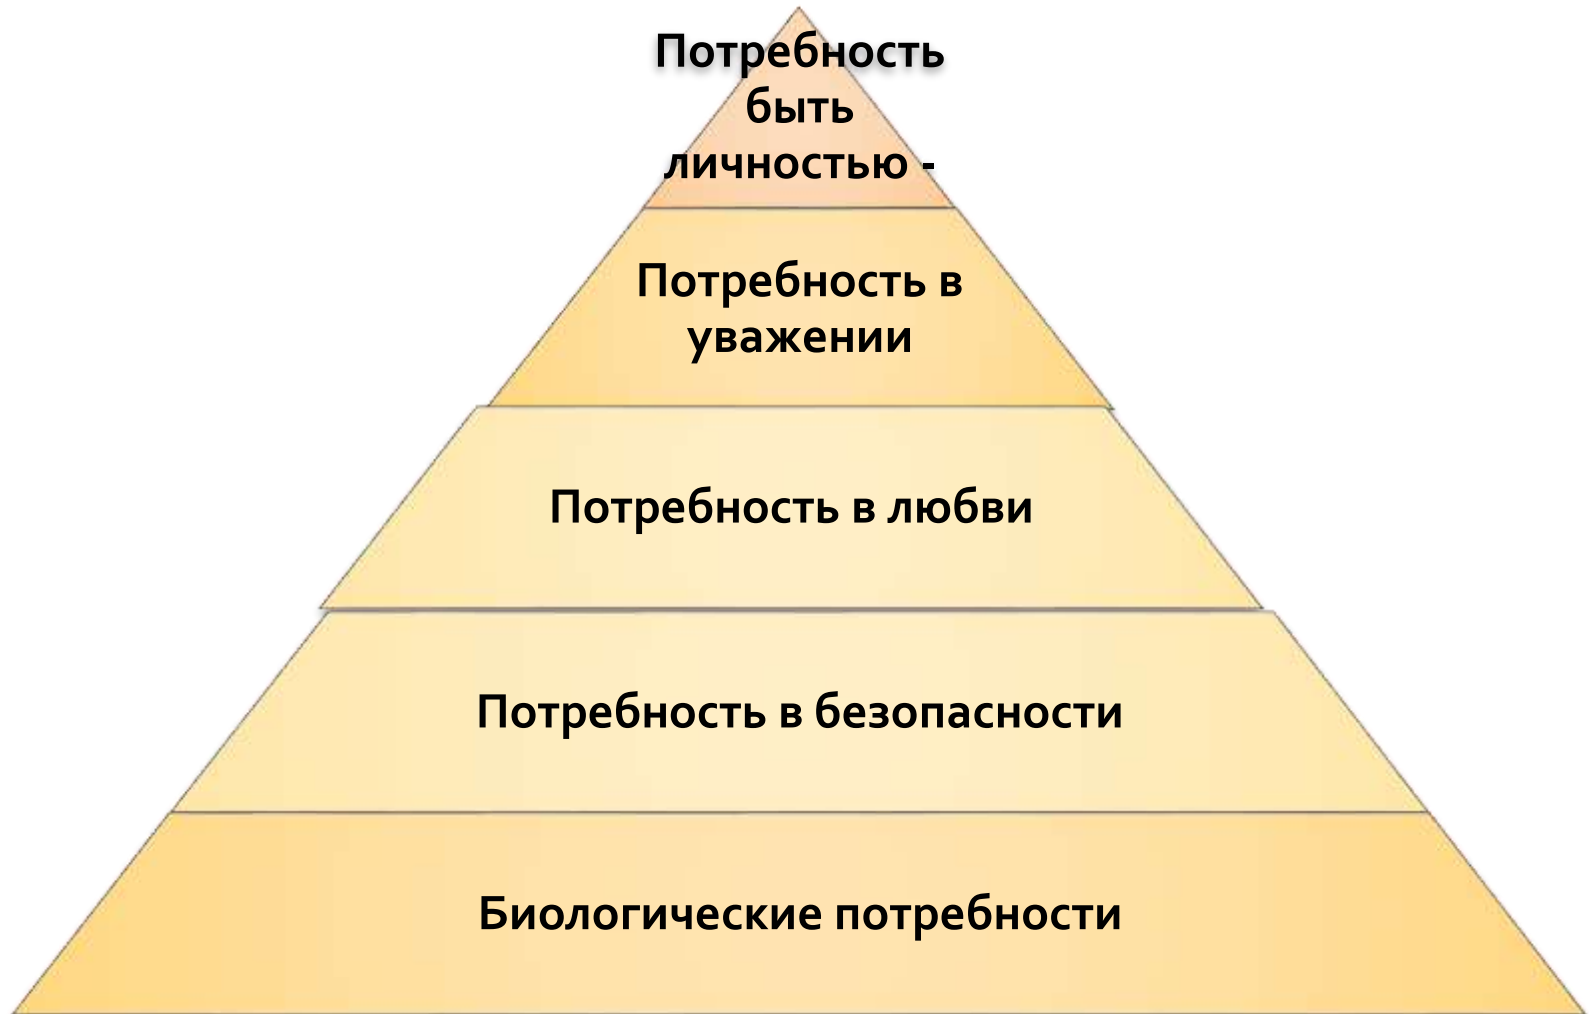 Потребность
быть
личностью -
Потребность в
уважении
Потребность в любви
Потребность в безопасности
Биологические потребности